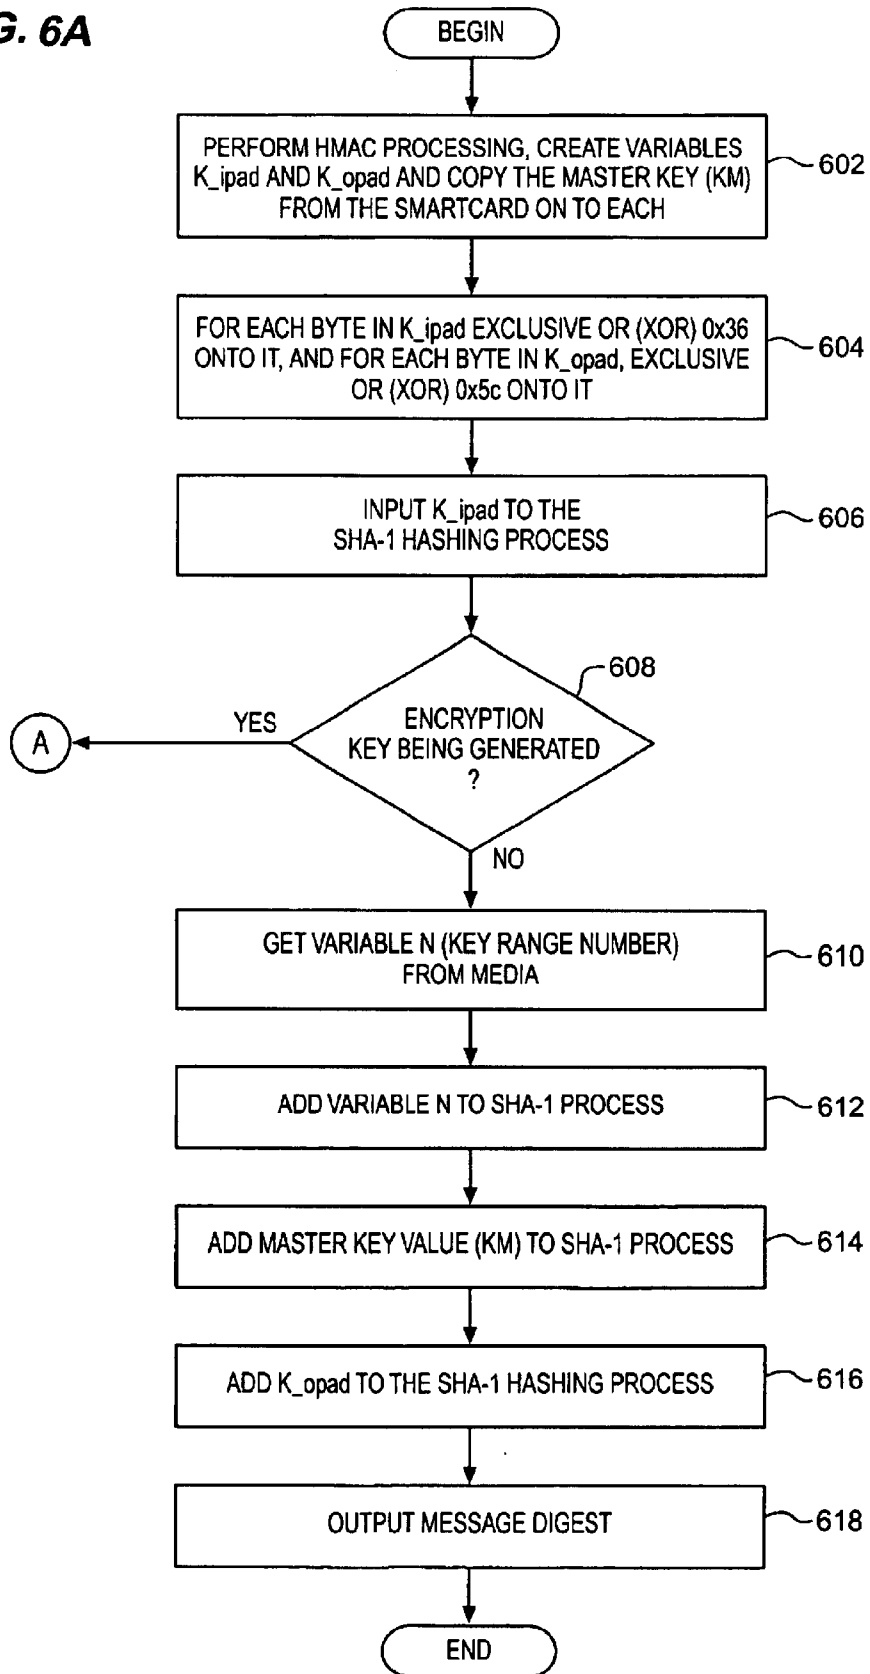 G. 6A
BEGIN
PERFORM HMAC PROCESSING, CREATE VARIABLES
K_ipad AND K_opad AND COPY THE MASTER KEY (KM)
FROM THE SMARTCARD ON TO EACH
602
FOR EACH BYTE IN K_ipad EXCLUSIVE OR (XOR) 0x36
ONTO IT, AND FOR EACH BYTE IN K_opad, EXCLUSIVE
OR (XOR) 0x5c ONTO IT
604
INPUT K_ipad TO THE
SHA-1 HASHING PROCESS
606
608
ENCRYPTION
KEY BEING GENERATED
?
YES
A
NO
GET VARIABLE N (KEY RANGE NUMBER)
FROM MEDIA
610
ADD VARIABLE N TO SHA-1 PROCESS
612
ADD MASTER KEY VALUE (KM) TO SHA-1 PROCESS
614
ADD K_opad TO THE SHA-1 HASHING PROCESS
616
OUTPUT MESSAGE DIGEST
618
END